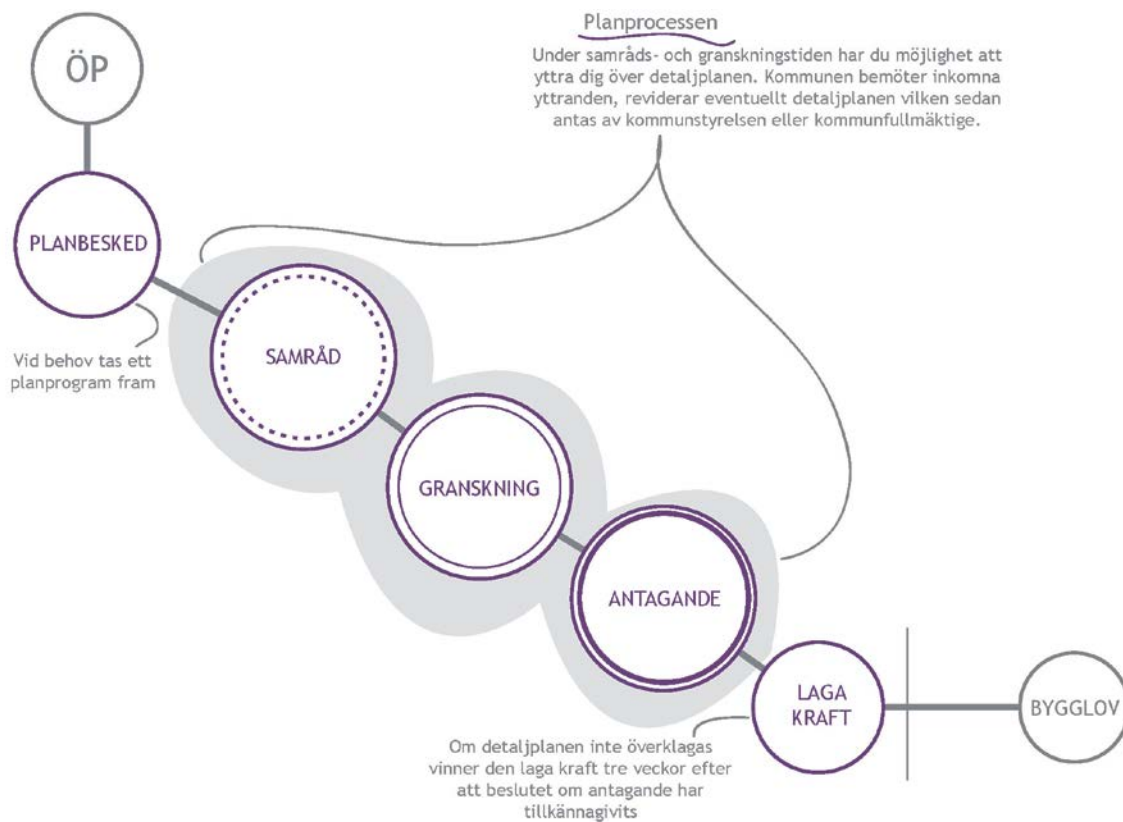 ÖP
Planprocessen
Under samråds- och granskningstiden har du möjlighet att
yttra dig över detaljplanen. Kommunen bemöter inkomna
yttranden, reviderar eventuellt detaljplanen vilken sedan
antas av kommunstyrelsen eller kommunfullmäktige.
PLANBESKED
Vid behov tas ett
planprogram fram
SAMRÅD
GRANSKNING
ANTAGANDE
LAGA
KRAFT
BYGGLOV
Om detaljplanen inte överklagas
vinner den laga kraft tre veckor efter
att beslutet om antagande har
tillkännagivits